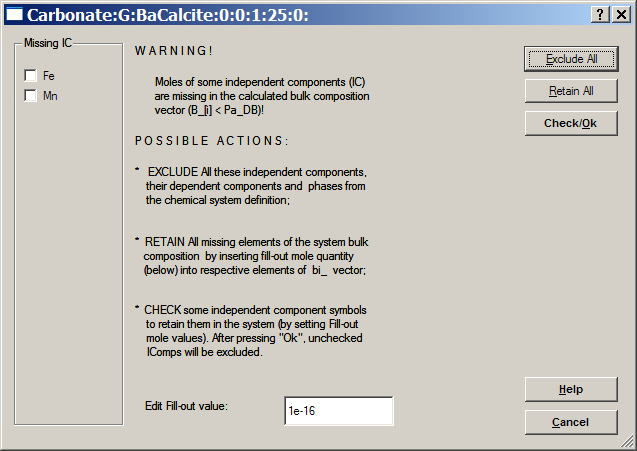 Carbonate:G:BaCalcite:0:0:1:25:0:
Missing IC
Fe
Mn
WARNING!
Moles of some independent components (IC)
are missing in the calculated bulk composition
vector (B_[i] < Pa_DB)!
POSSIBLE ACTIONS:
* EXCLUDE All these independent components,
their dependent components and phases from
the chemical system definition;
* RETAIN All missing elements of the system bulk
composition by inserting fill-out mole quantity
(below) into respective elements of bi_ vector;
* CHECK some independent component symbols
to retain them in the system (by setting Fill-out
mole values). After pressing "Ok", unchecked
IComps will be excluded.
Edit Fill-out value:
1e-16
Exclude All
Retain All
Check/Ok
Help
Cancel